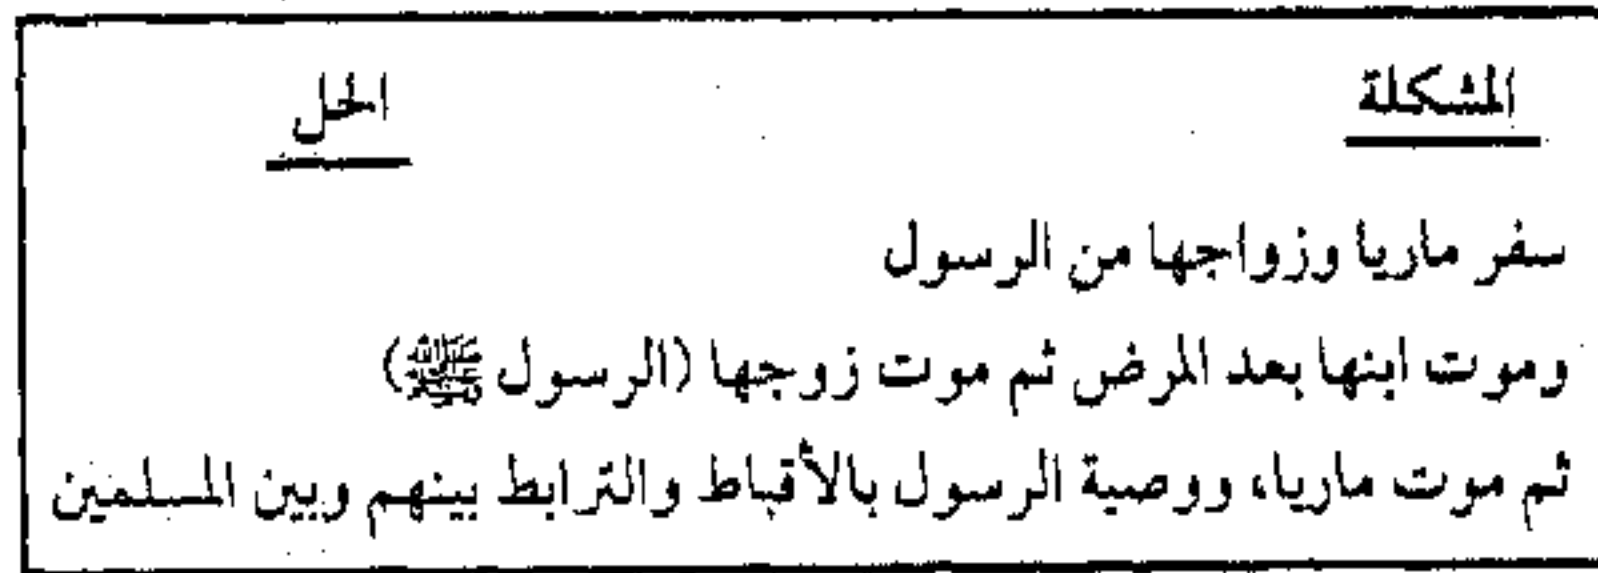 المشكلة
الحل
سفر ماريا وزواجها من الرسول
وموت ابنها بعد المرض ثم موت زوجها (الرسول ﷺ)
ثم موت ماريا، ووصية الرسول بالأقباط والترابط بينهم وبين المسلمين